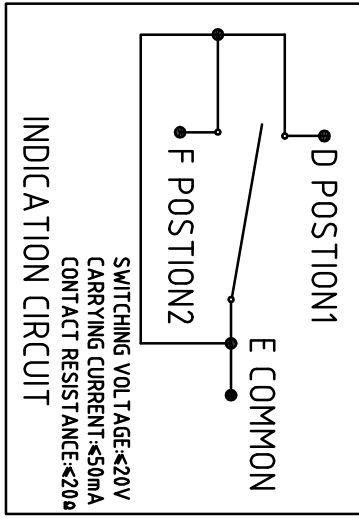 D POSTION1
F POSTION2
E COMMON
SWITCHING VOLTAGE:≮20V
CARRYING CURRENT:≮50mA
CONTACT RESISTANCE:≮20Ω
INDICATION CIRCUIT